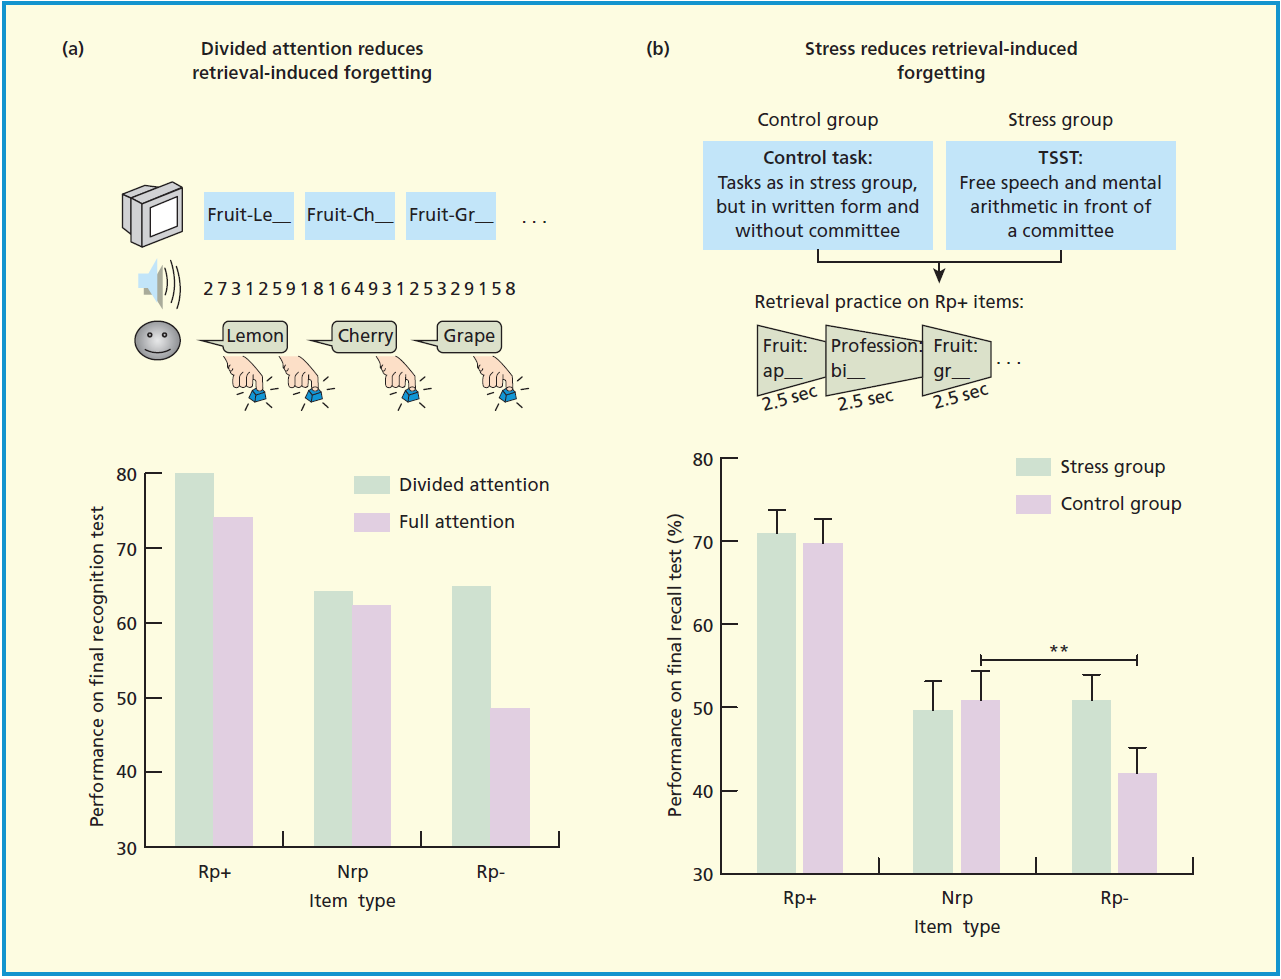 (a)
Divided attention reduces
retrieval-induced forgetting
Fruit-Le__ Fruit-Ch__ Fruit-Gr__ . . .
2 7 3 1 2 5 9 1 8 1 6 4 9 3 1 2 5 3 2 9 1 5 8
Lemon Cherry Grape
Performance on final recognition test
80
70
60
50
40
30
Divided attention
Full attention
Rp+ Nrp Rp-
Item type
(b)
Stress reduces retrieval-induced
forgetting
Control group
Control task:
Tasks as in stress group,
but in written form and
without committee
Stress group
TSST:
Free speech and mental
arithmetic in front of
a committee
Retrieval practice on Rp+ items:
Fruit:
ap__
2.5 sec
Profession:
bi__
2.5 sec
Fruit:
gr__
2.5 sec
. . .
Performance on final recall test (%)
80
70
60
50
40
30
Stress group
Control group
**
Rp+ Nrp Rp-
Item type